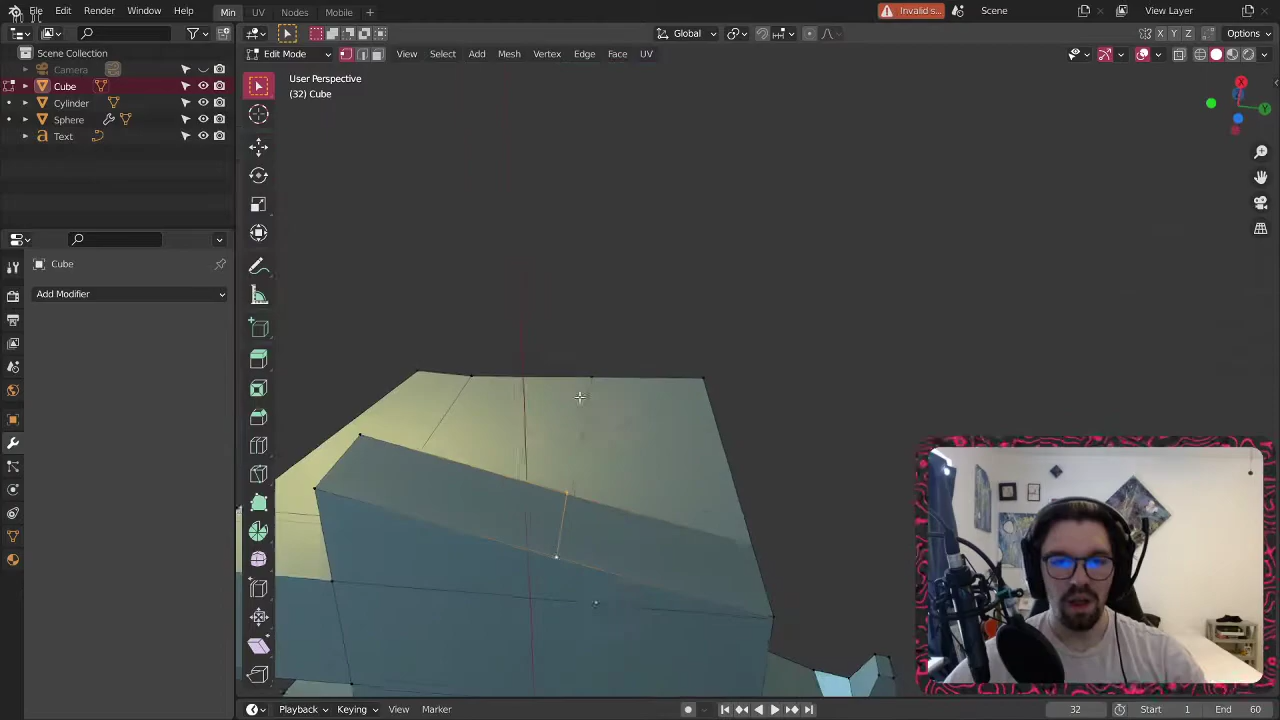 File Edit Render Window Help Min UV Nodes Mobile + Invalid s... Scene View Layer
Global Options
Edit Mode View Select Add Mesh Vertex Edge Face UV
Scene Collection
Camera
Cube
Cylinder
Sphere
Text
User Perspective
(32) Cube
X Y Z
X
Y
Cube
Add Modifier
Playback Keying View Marker 32 Start 1 End 60